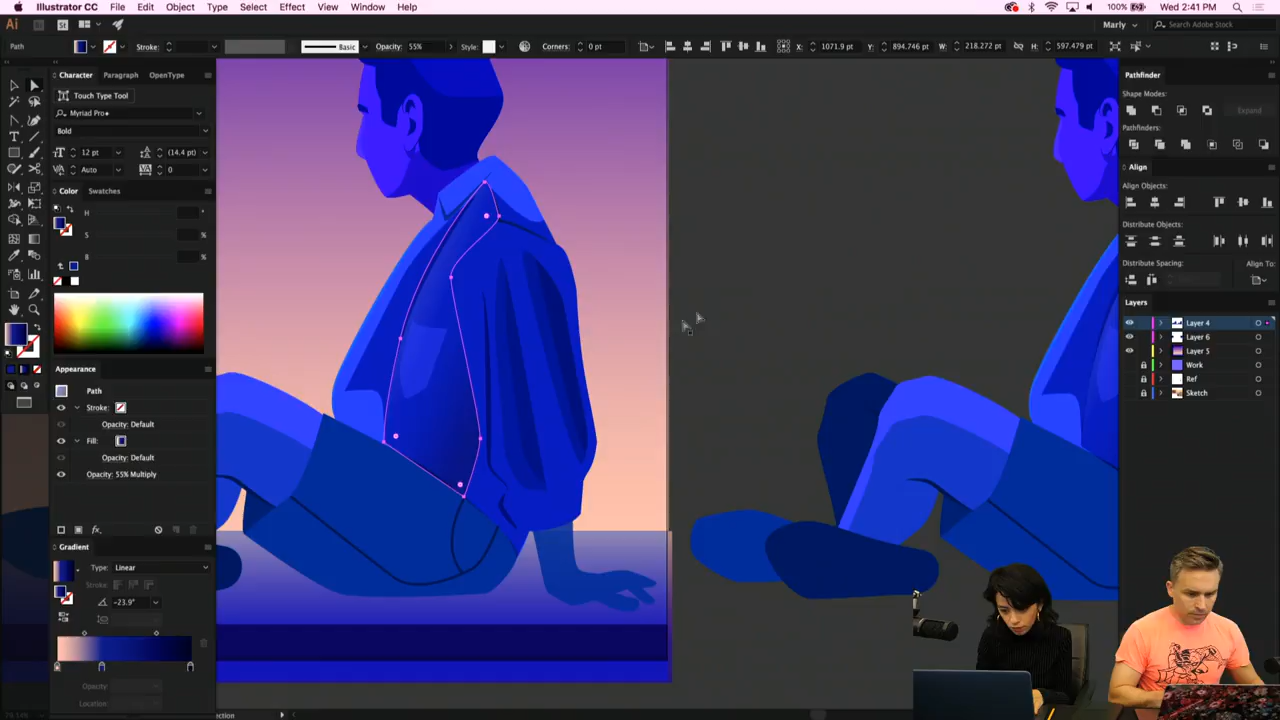 Illustrator CC File Edit Object Type Select Effect View Window Help 100% Wed 2:41 PM
Ai Br St Marly Search Adobe Stock
Path Stroke: Basic Opacity: 55% Style: Corners: 0 pt X: 1071.9 pt Y: 894.746 pt W: 218.272 pt H: 597.479 pt
Character Paragraph OpenType
Touch Type Tool
Myriad Pro
Bold
12 pt (14.4 pt)
Auto 0
Color Swatches
H °
S %
B %
Appearance
Path
Stroke:
Opacity: Default
Fill:
Opacity: Default
Opacity: 55% Multiply
fx
Gradient
Type: Linear
Stroke:
-23.9°
Opacity:
Location:
Pathfinder
Shape Modes:
Expand
Pathfinders:
Align
Align Objects:
Distribute Objects:
Distribute Spacing: Align To:
Layers
Layer 4
Layer 6
Layer 5
Work
Ref
Sketch